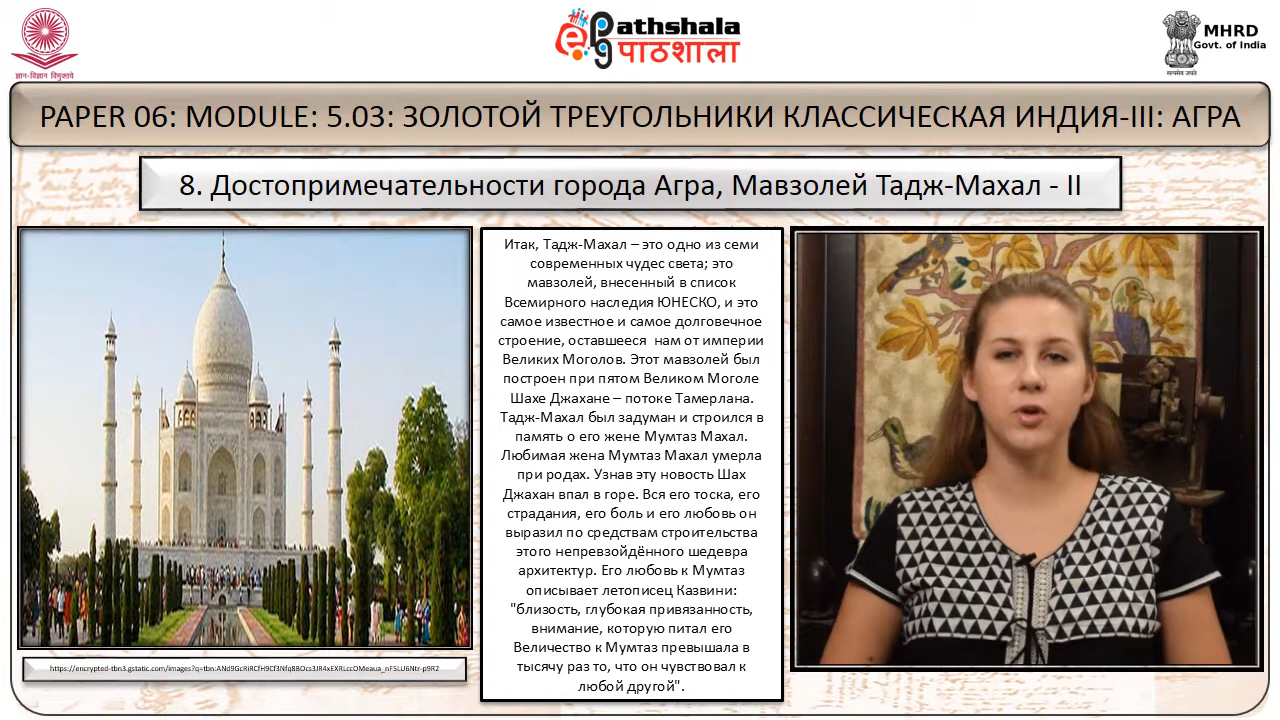 ज्ञान-विज्ञान विमुक्तये
ePg Pathshala
पाठशाला
MHRD
Govt. of India
सत्यमेव जयते
PAPER 06: MODULE: 5.03: ЗОЛОТОЙ ТРЕУГОЛЬНИКИ КЛАССИЧЕСКАЯ ИНДИЯ-III: АГРА
8. Достопримечательности города Агра, Мавзолей Тадж-Махал - II
Итак, Тадж-Махал – это одно из семи
современных чудес света; это
мавзолей, внесенный в список
Всемирного наследия ЮНЕСКО, и это
самое известное и самое долговечное
строение, оставшееся нам от империи
Великих Моголов. Этот мавзолей был
построен при пятом Великом Моголе
Шахе Джахане – потоке Тамерлана.
Тадж-Махал был задуман и строился в
память о его жене Мумтаз Махал.
Любимая жена Мумтаз Махал умерла
при родах. Узнав эту новость Шах
Джахан впал в горе. Вся его тоска, его
страдания, его боль и его любовь он
выразил по средствам строительства
этого непревзойдённого шедевра
архитектур. Его любовь к Мумтаз
описывает летописец Казвини:
"близость, глубокая привязанность,
внимание, которую питал его
Величество к Мумтаз превышала в
тысячу раз то, что он чувствовал к
любой другой".